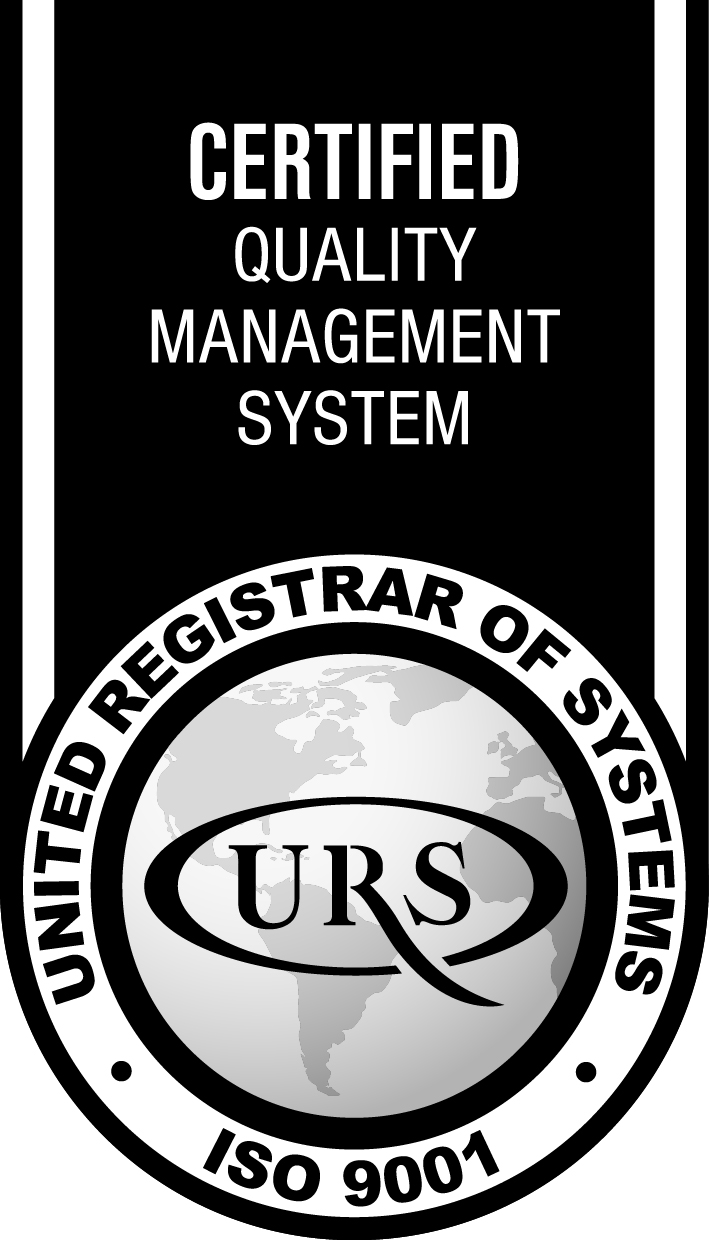 CERTIFIED
QUALITY
MANAGEMENT
SYSTEM
UNITED REGISTRAR OF SYSTEMS
URS
ISO 9001